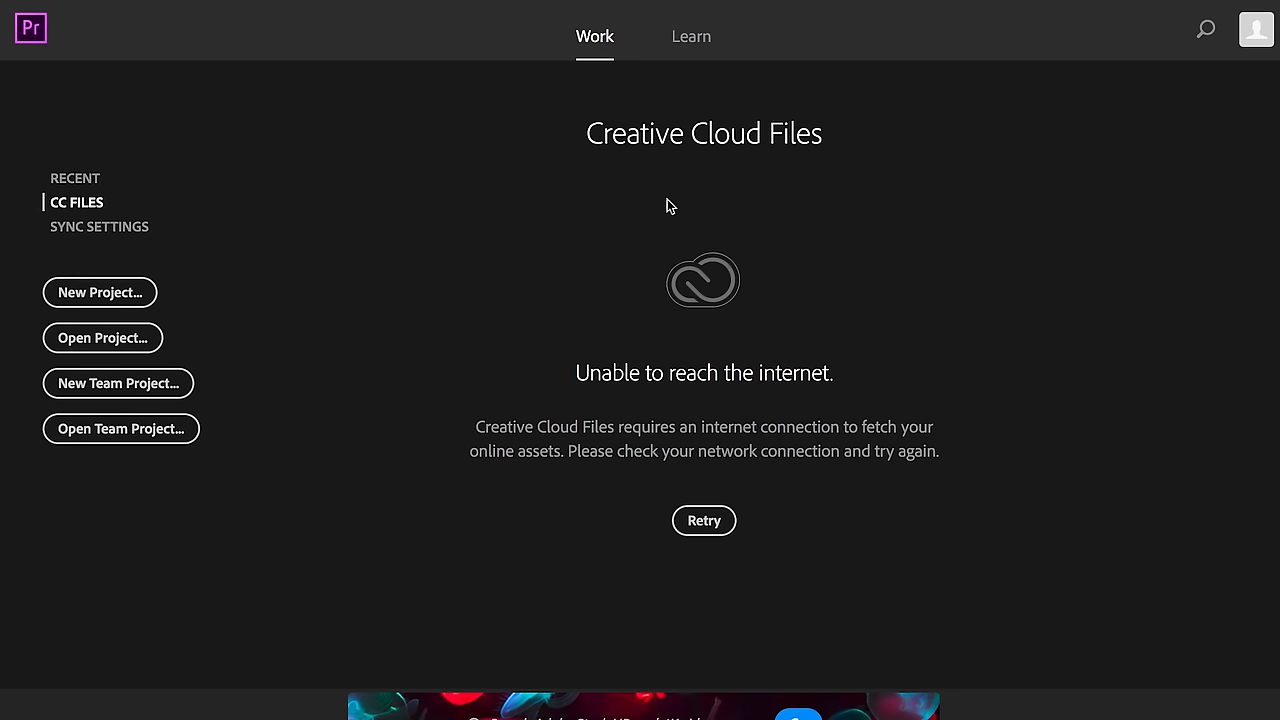 Pr
Work
Learn
Creative Cloud Files
RECENT
CC FILES
SYNC SETTINGS
New Project...
Open Project...
New Team Project...
Open Team Project...
Unable to reach the internet.
Creative Cloud Files requires an internet connection to fetch your
online assets. Please check your network connection and try again.
Retry